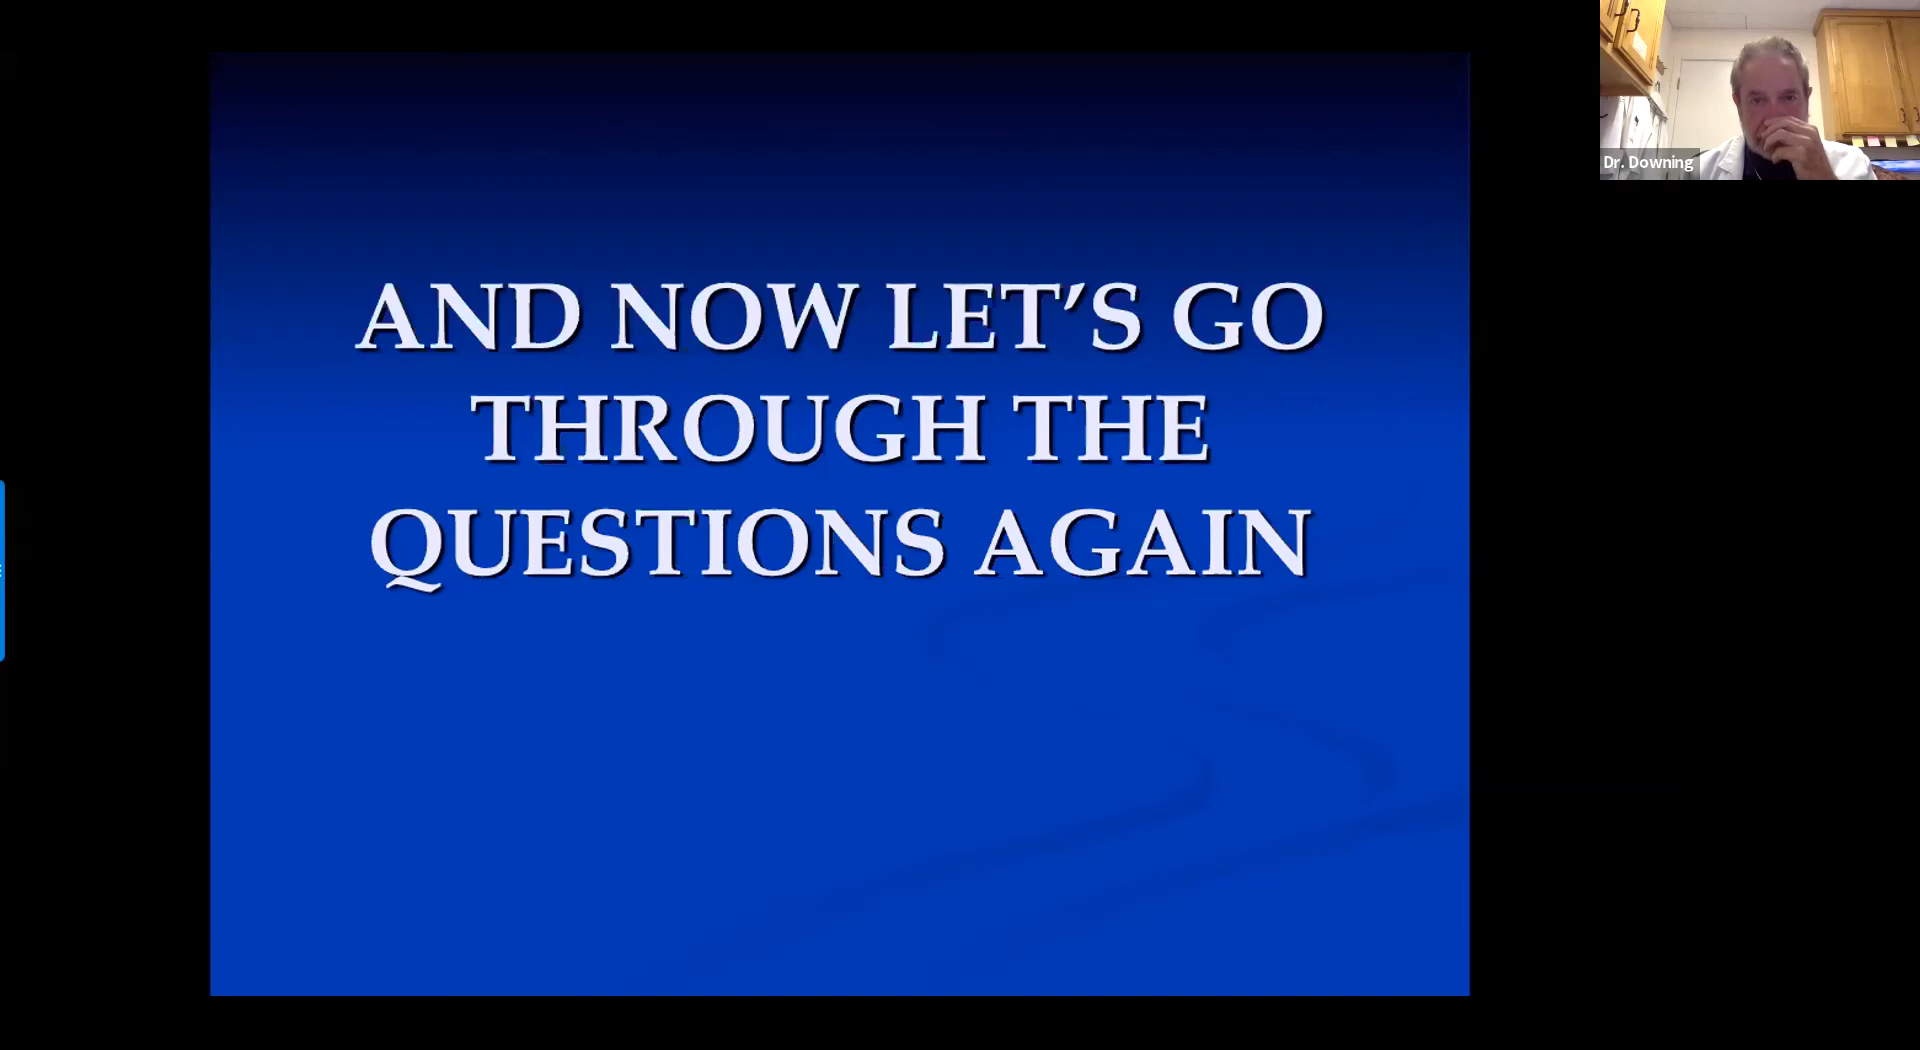 AND NOW LET’S GO
THROUGH THE
QUESTIONS AGAIN
Dr. Downing